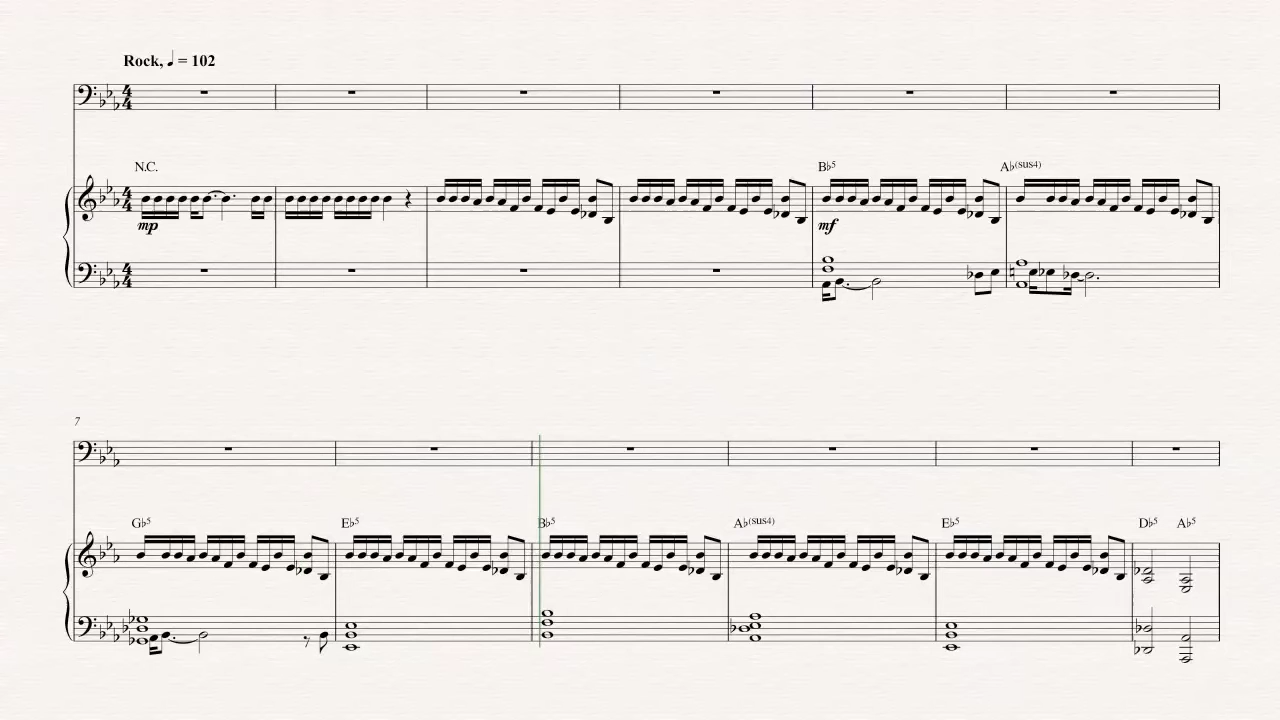 Rock, ♩ = 102
N.C. B♭5 A♭(sus4)
mp mf
7
G♭5 E♭5 B♭5 A♭(sus4) E♭5 D♭5 A♭5